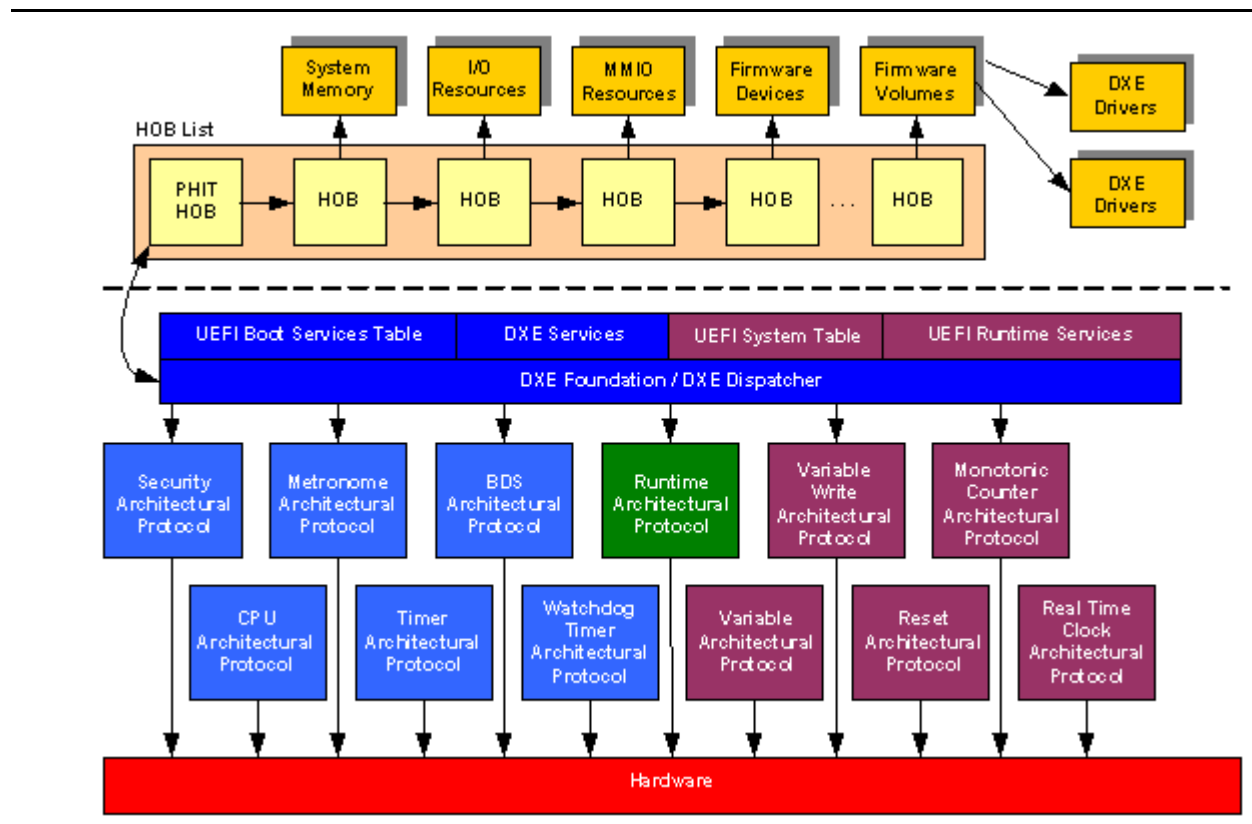 System
Memory
I/O
Resources
MMIO
Resources
Firmware
Devices
Firmware
Volumes
DXE
Drivers
DXE
Drivers
HOB List
PHIT
HOB
HOB
HOB
HOB
HOB
...
HOB
UEFI Boot Services Table
DXE Services
UEFI System Table
UEFI Runtime Services
DXE Foundation / DXE Dispatcher
Security
Architectural
Protocol
Metronome
Architectural
Protocol
BDS
Architectural
Protocol
Runtime
Architectural
Protocol
Variable
Write
Architectural
Protocol
Monotonic
Counter
Architectural
Protocol
CPU
Architectural
Protocol
Timer
Architectural
Protocol
Watchdog
Timer
Architectural
Protocol
Variable
Architectural
Protocol
Reset
Architectural
Protocol
Real Time
Clock
Architectural
Protocol
Hardware